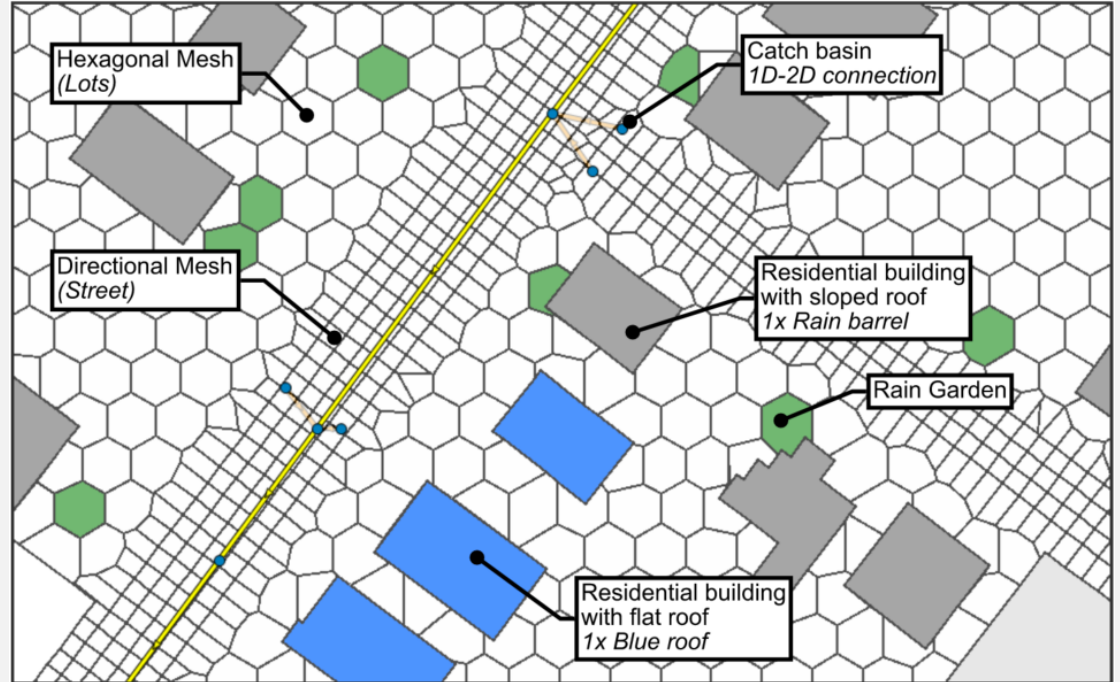 Hexagonal Mesh
(Lots)
Catch basin
1D-2D connection
Directional Mesh
(Street)
Residential building
with sloped roof
1x Rain barrel
Rain Garden
Residential building
with flat roof
1x Blue roof